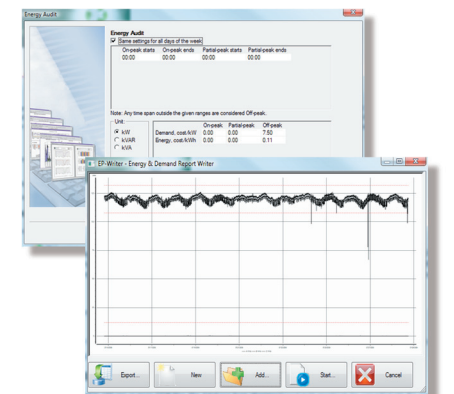 Energy Audit
Energy Audit
Same settings for all days of the week
On-peak starts On-peak ends Partial-peak starts Partial-peak ends
00:00 00:00 00:00 00:00
Note: Any time span outside the given ranges are considered Off-peak.
Unit:
kW
kVAR
kVA
On-peak Partial-peak Off-peak
Demand, cost/kW 0.00 0.00 7.50
Energy, cost/kWh 0.00 0.00 0.11
EP-Writer - Energy & Demand Report Writer
Export... New Add... Start... Cancel